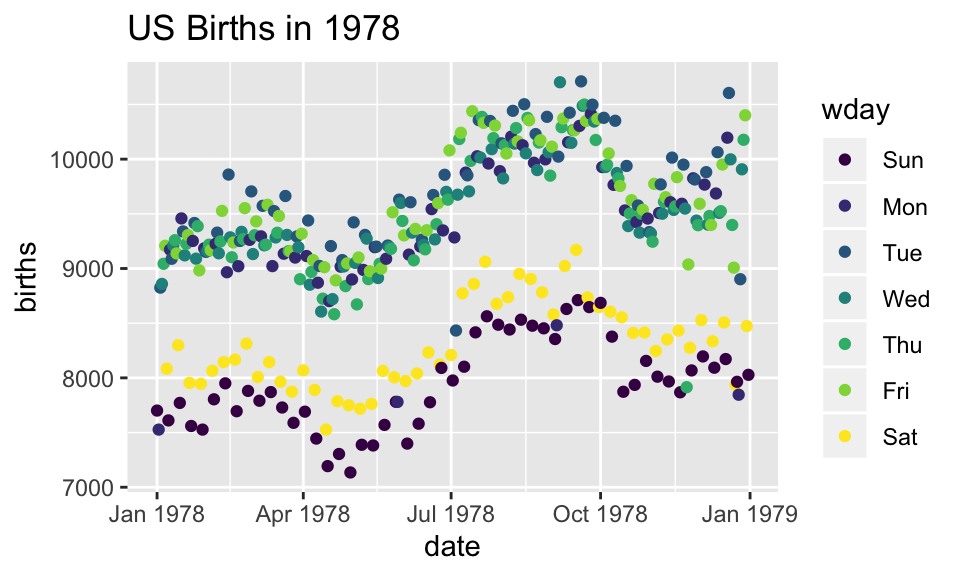 US Births in 1978
births
10000
9000
8000
7000
Jan 1978 Apr 1978 Jul 1978 Oct 1978 Jan 1979
date
wday
Sun
Mon
Tue
Wed
Thu
Fri
Sat